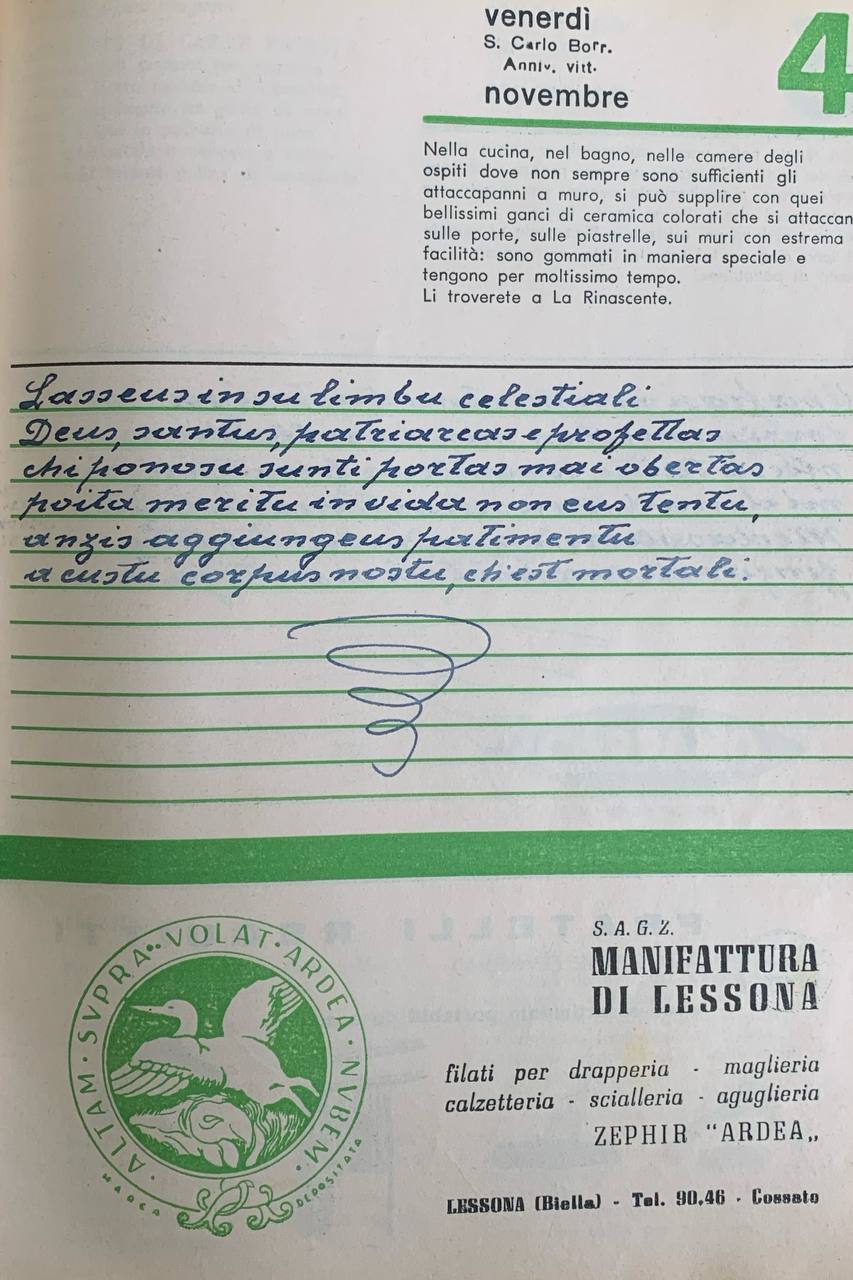 venerdì
S. Carlo Borr.
Anniv. vitt.
novembre
4
Nella cucina, nel bagno, nelle camere degli
ospiti dove non sempre sono sufficienti gli
attaccapanni a muro, si può supplire con quei
bellissimi ganci di ceramica colorati che si attaccan
sulle porte, sulle piastrelle, sui muri con estrema
facilità: sono gommati in maniera speciale e
tengono per moltissimo tempo.
Li troverete a La Rinascente.
Lasseus in su limbu celestiali
Deus, santus, patriarcas e profettas
chi po nosu sunti portas mai obertas
poita meritu in vida non eus tentu,
anzis aggiungeus patimentu
a custu corpus nostu, ch'est mortali.
ALTAM · SVPRA · VOLAT · ARDEA · NVBEM ·
MARCA DEPOSITATA
S. A. G. Z.
MANIFATTURA
DI LESSONA
filati per drapperia - maglieria
calzetteria - scialleria - aguglieria
ZEPHIR "ARDEA„
LESSONA (Biella) - Tel. 90.46 - Cossato